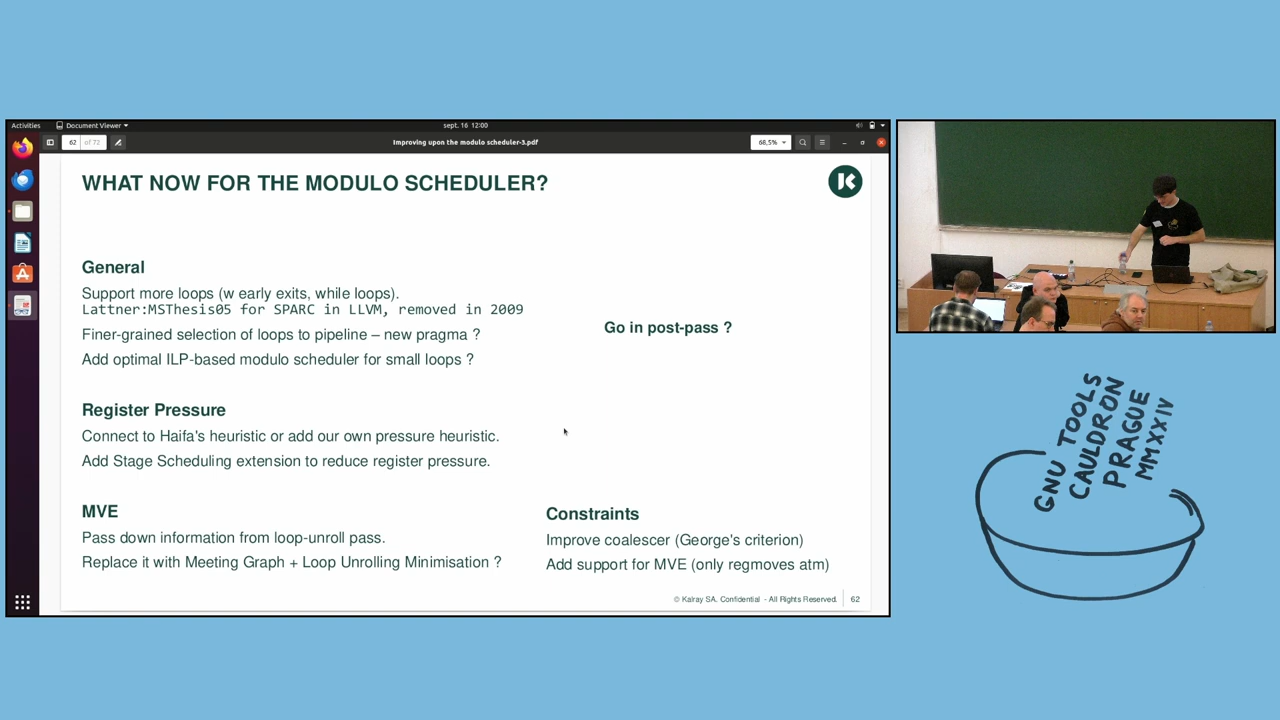 Activities
Document Viewer
sept. 16 12:00
62
of 72
Improving upon the modulo scheduler-3.pdf
68,5%
WHAT NOW FOR THE MODULO SCHEDULER?
General
Support more loops (w early exits, while loops).
Lattner:MSThesis05 for SPARC in LLVM, removed in 2009
Finer-grained selection of loops to pipeline – new pragma ?
Add optimal ILP-based modulo scheduler for small loops ?
Go in post-pass ?
Register Pressure
Connect to Haifa's heuristic or add our own pressure heuristic.
Add Stage Scheduling extension to reduce register pressure.
MVE
Pass down information from loop-unroll pass.
Replace it with Meeting Graph + Loop Unrolling Minimisation ?
Constraints
Improve coalescer (George's criterion)
Add support for MVE (only regmoves atm)
© Kalray SA. Confidential - All Rights Reserved.
62
GNU TOOLS
CAULDRON
PRAGUE
MMXXIV